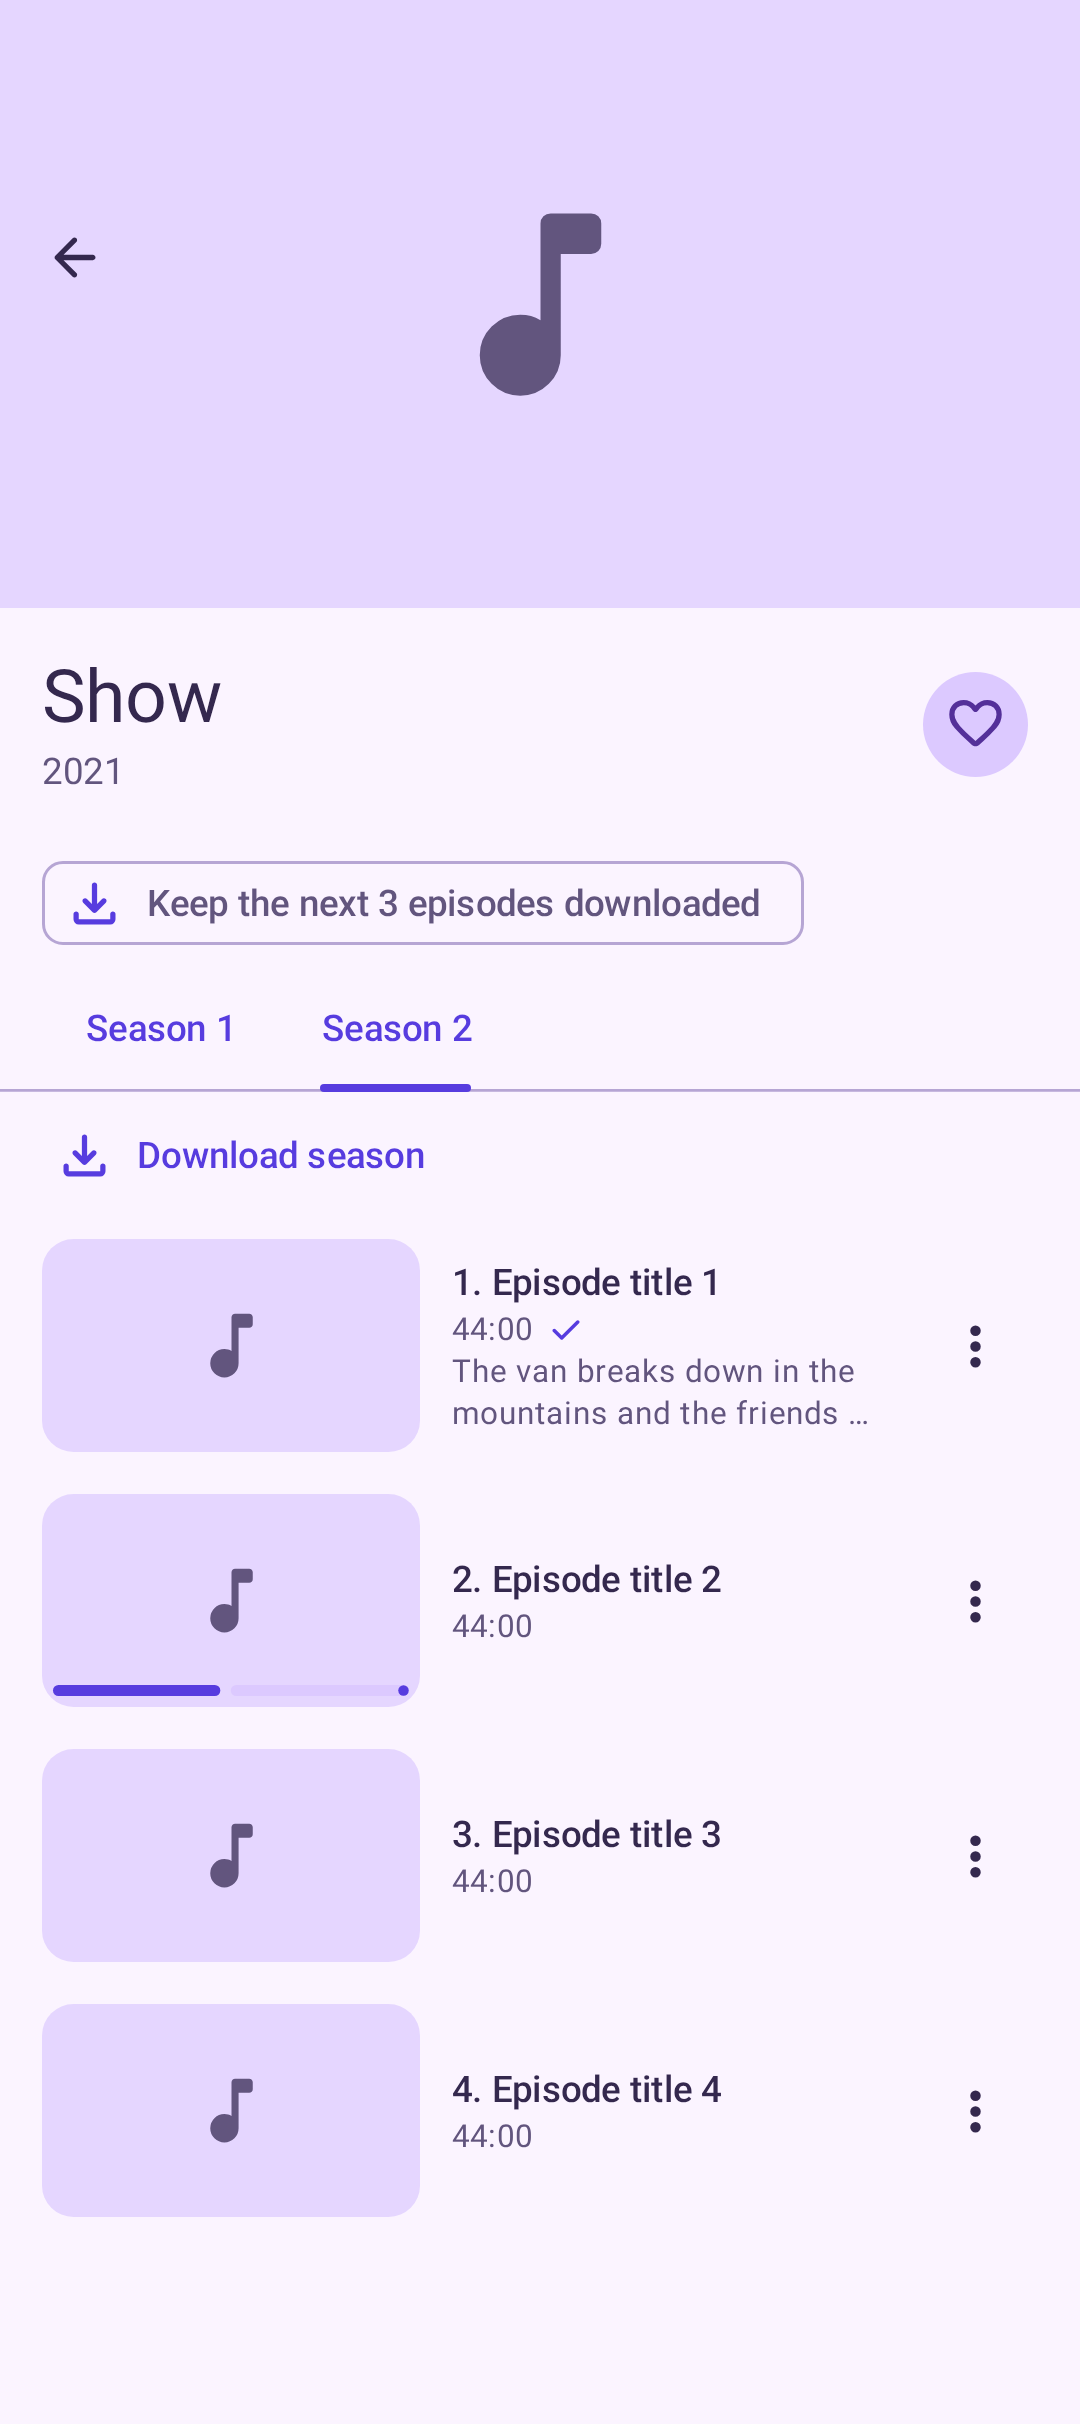 Show
2021
Keep the next 3 episodes downloaded
Season 1
Season 2
Download season
1. Episode title 1
44:00
The van breaks down in the
mountains and the friends …
2. Episode title 2
44:00
3. Episode title 3
44:00
4. Episode title 4
44:00